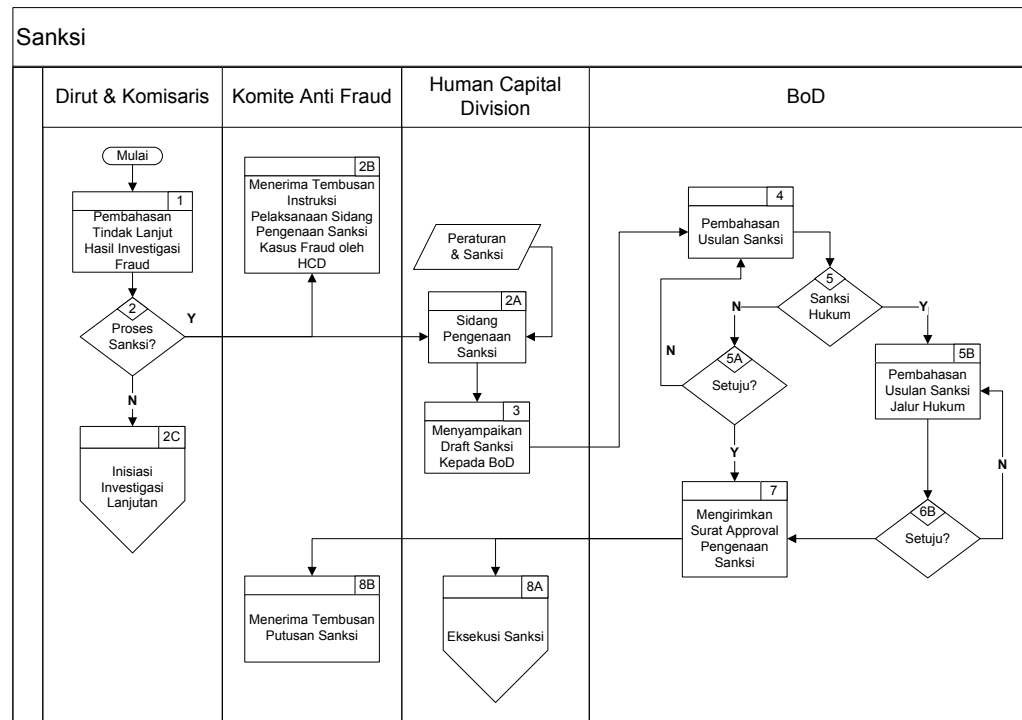 Sanksi
Dirut & Komisaris
Komite Anti Fraud
Human Capital
Division
BoD
Mulai
1
Pembahasan
Tindak Lanjut
Hasil Investigasi
Fraud
2
Proses
Sanksi?
Y
N
2C
Inisiasi
Investigasi
Lanjutan
2B
Menerima Tembusan
Instruksi
Pelaksanaan Sidang
Pengenaan Sanksi
Kasus Fraud oleh
HCD
Peraturan
& Sanksi
2A
Sidang
Pengenaan
Sanksi
3
Menyampaikan
Draft Sanksi
Kepada BoD
4
Pembahasan
Usulan Sanksi
5
Sanksi
Hukum
N
Y
5A
Setuju?
N
Y
5B
Pembahasan
Usulan Sanksi
Jalur Hukum
N
6B
Setuju?
7
Mengirimkan
Surat Approval
Pengenaan
Sanksi
8B
Menerima Tembusan
Putusan Sanksi
8A
Eksekusi Sanksi